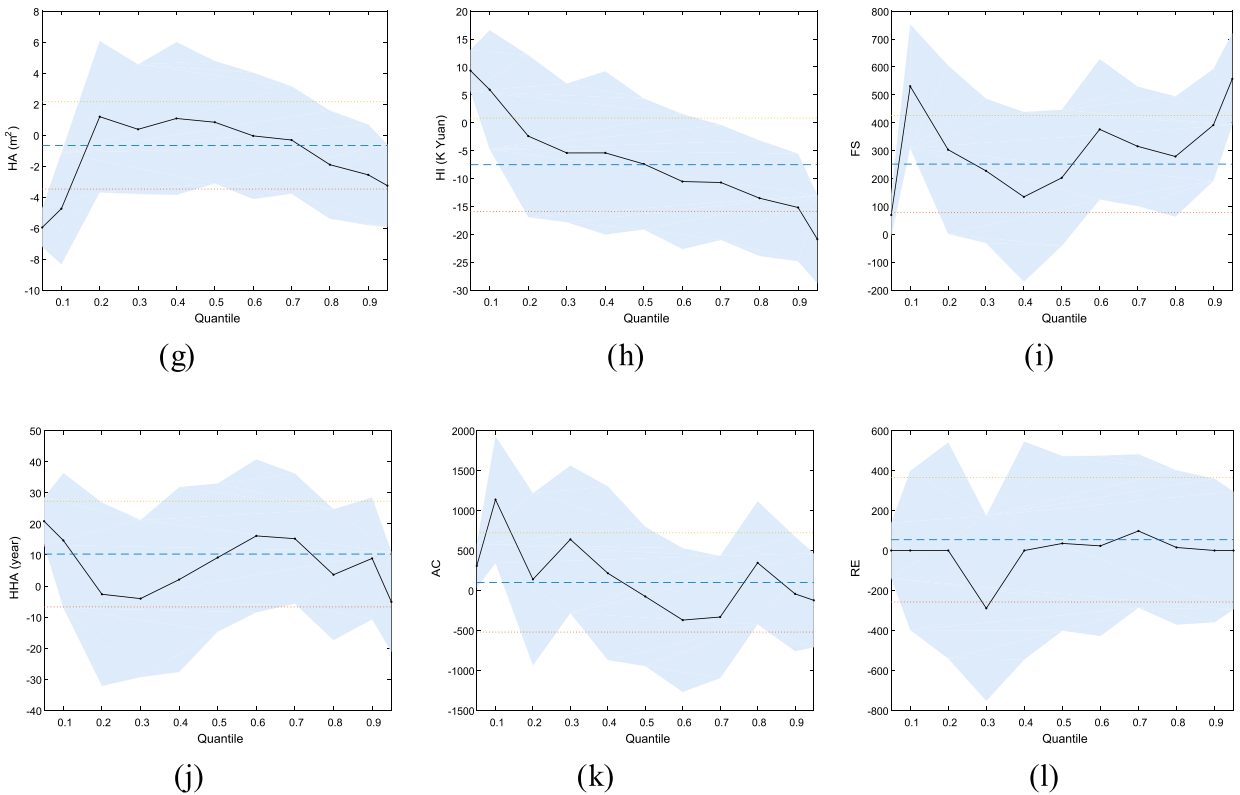 8
6
4
2
0
-2
-4
-6
-8
-10
HA (m²)
0.1 0.2 0.3 0.4 0.5 0.6 0.7 0.8 0.9
Quantile
(g)
20
15
10
5
0
-5
-10
-15
-20
-25
-30
HI (K Yuan)
0.1 0.2 0.3 0.4 0.5 0.6 0.7 0.8 0.9
Quantile
(h)
800
700
600
500
400
300
200
100
0
-100
-200
FS
0.1 0.2 0.3 0.4 0.5 0.6 0.7 0.8 0.9
Quantile
(i)
50
40
30
20
10
0
-10
-20
-30
-40
HHA (year)
0.1 0.2 0.3 0.4 0.5 0.6 0.7 0.8 0.9
Quantile
(j)
2000
1500
1000
500
0
-500
-1000
-1500
AC
0.1 0.2 0.3 0.4 0.5 0.6 0.7 0.8 0.9
Quantile
(k)
600
400
200
0
-200
-400
-600
-800
RE
0.1 0.2 0.3 0.4 0.5 0.6 0.7 0.8 0.9
Quantile
(l)